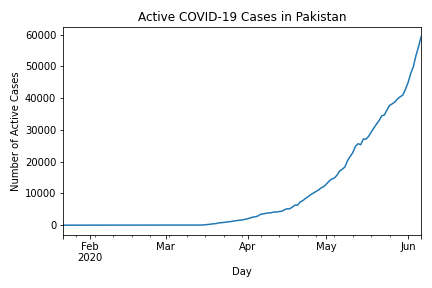 Active COVID-19 Cases in Pakistan
60000
50000
40000
30000
20000
10000
0
Number of Active Cases
Feb
2020
Mar
Apr
May
Jun
Day